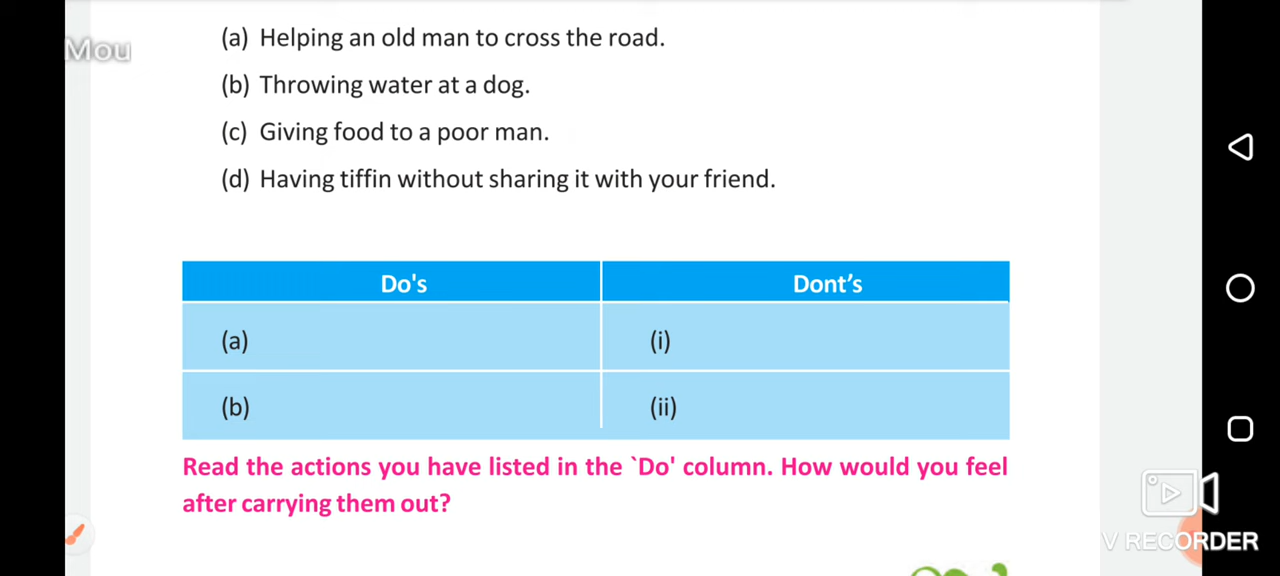 Mou
(a) Helping an old man to cross the road.
(b) Throwing water at a dog.
(c) Giving food to a poor man.
(d) Having tiffin without sharing it with your friend.
Do's Dont's
(a) (i)
(b) (ii)
Read the actions you have listed in the `Do' column. How would you feel
after carrying them out?
V RECORDER